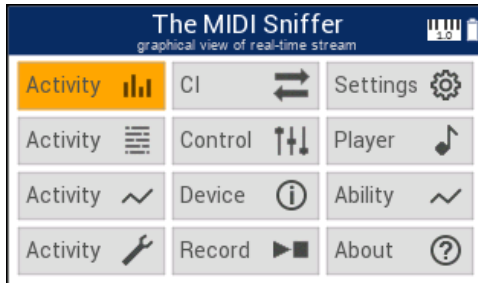 The MIDI Sniffer
graphical view of real-time stream
1.0
Activity CI Settings
Activity Control Player
Activity Device Ability
Activity Record About